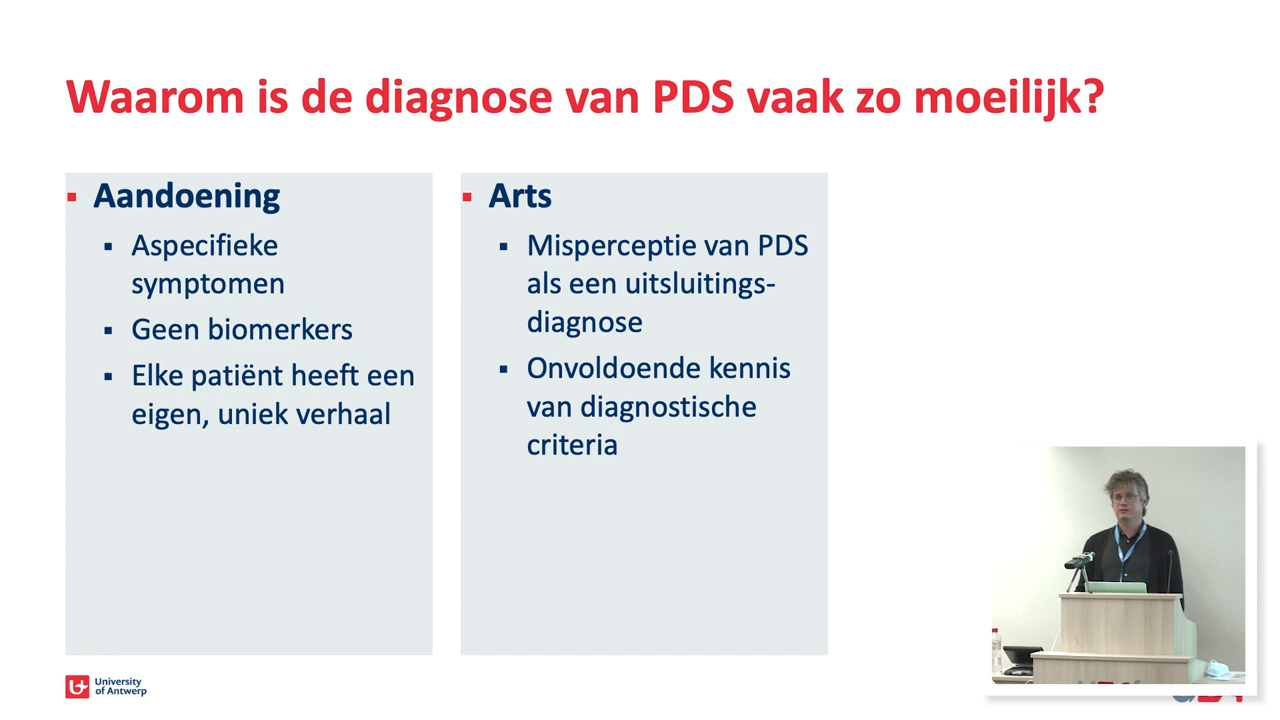 Waarom is de diagnose van PDS vaak zo moeilijk?
Aandoening
Aspecifieke
symptomen
Geen biomerkers
Elke patiënt heeft een
eigen, uniek verhaal
Arts
Misperceptie van PDS
als een uitsluitings-
diagnose
Onvoldoende kennis
van diagnostische
criteria
University
of Antwerp